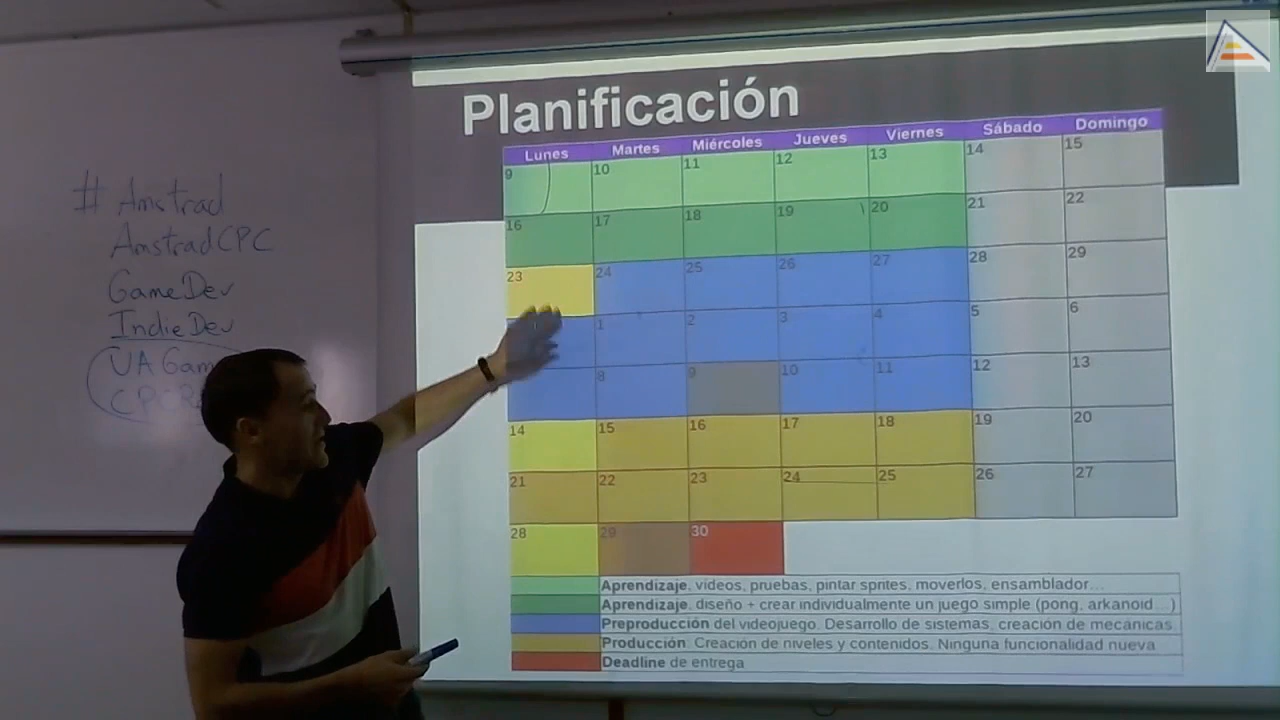 Planificación
Lunes Martes Miércoles Jueves Viernes Sábado Domingo
9 10 11 12 13 14 15
16 17 18 19 20 21 22
23 24 25 26 27 28 29
1 2 3 4 5 6
8 9 10 11 12 13
14 15 16 17 18 19 20
21 22 23 24 25 26 27
28 29 30
Aprendizaje, vídeos, pruebas, pintar sprites, moverlos, ensamblador…
Aprendizaje, diseño + crear individualmente un juego simple (pong, arkanoid…)
Preproducción del videojuego. Desarrollo de sistemas, creación de mecánicas
Producción. Creación de niveles y contenidos. Ninguna funcionalidad nueva
Deadline de entrega
# Amstrad
AmstradCPC
GameDev
IndieDev
UAGam
CPCR